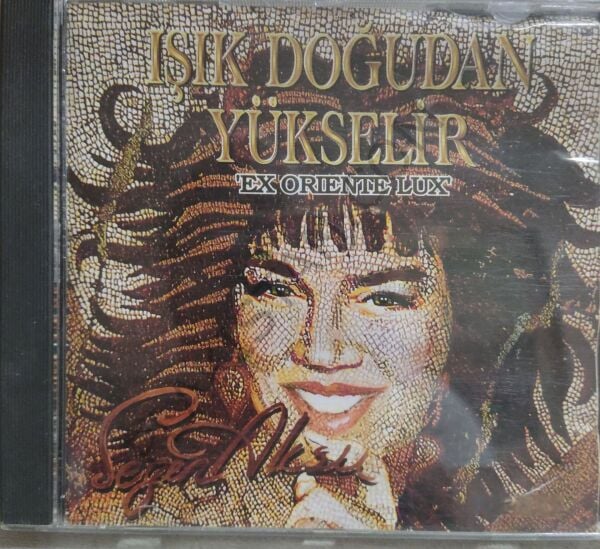 IŞIK DOĞUDAN
YÜKSELİR
'EX ORIENTE LUX'
Sezen Aksu